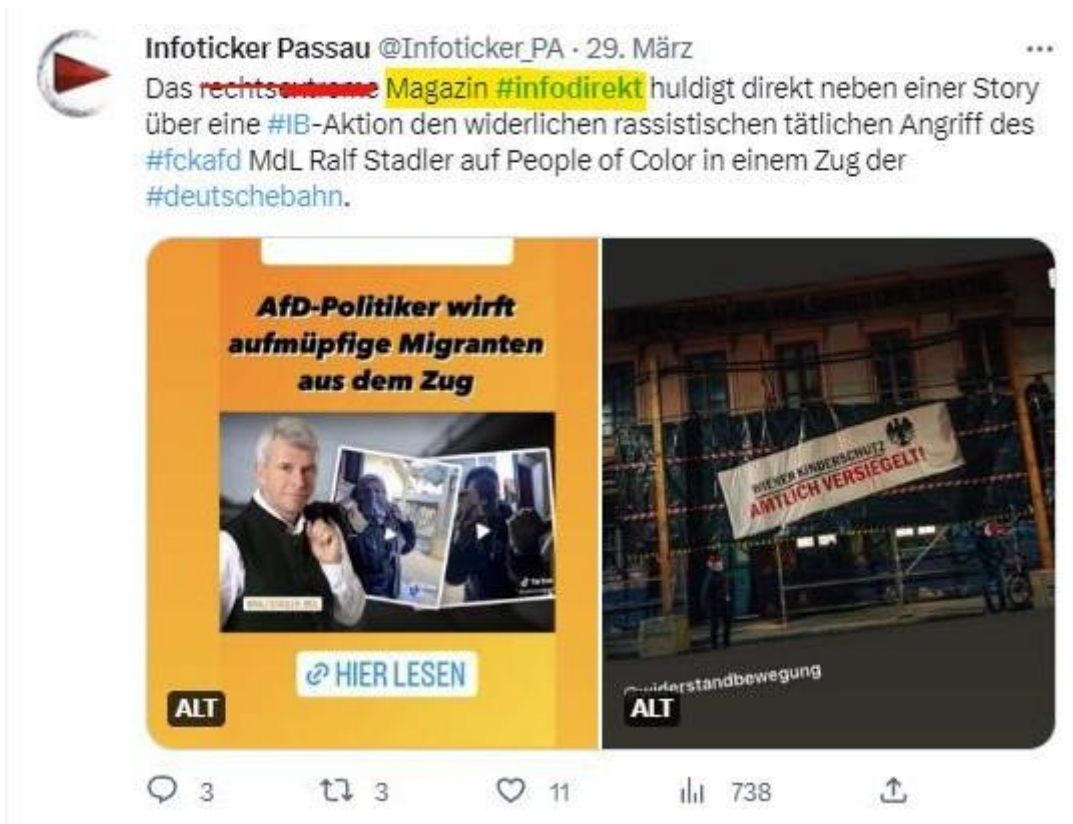 Infoticker Passau @Infoticker_PA · 29. März
Das rechtsextreme Magazin #infodirekt huldigt direkt neben einer Story
über eine #IB-Aktion den widerlichen rassistischen tätlichen Angriff des
#fckafd MdL Ralf Stadler auf People of Color in einem Zug der
#deutschebahn.
AfD-Politiker wirft
aufmüpfige Migranten
aus dem Zug
HIER LESEN
ALT
WIENER KINDERSCHUTZ
AMTLICH VERSIEGELT!
widerstandbewegung
ALT
3
3
11
738